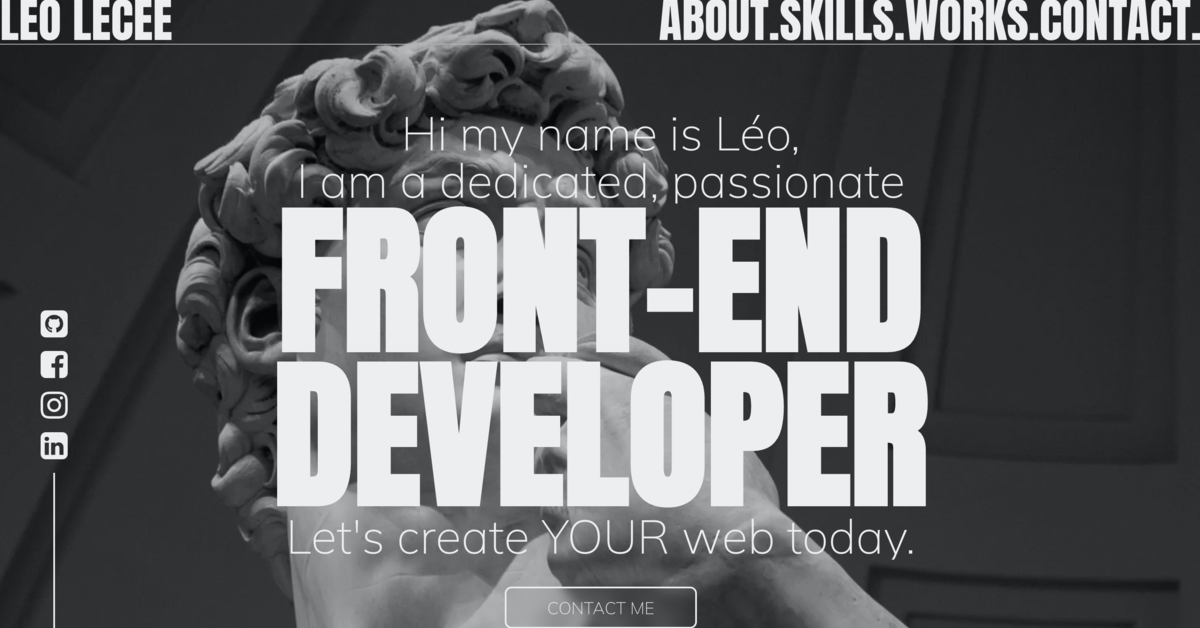 LEO LECEE
ABOUT.SKILLS.WORKS.CONTACT.
Hi my name is Léo,
I am a dedicated, passionate
FRONT-END
DEVELOPER
Let's create YOUR web today.
CONTACT ME